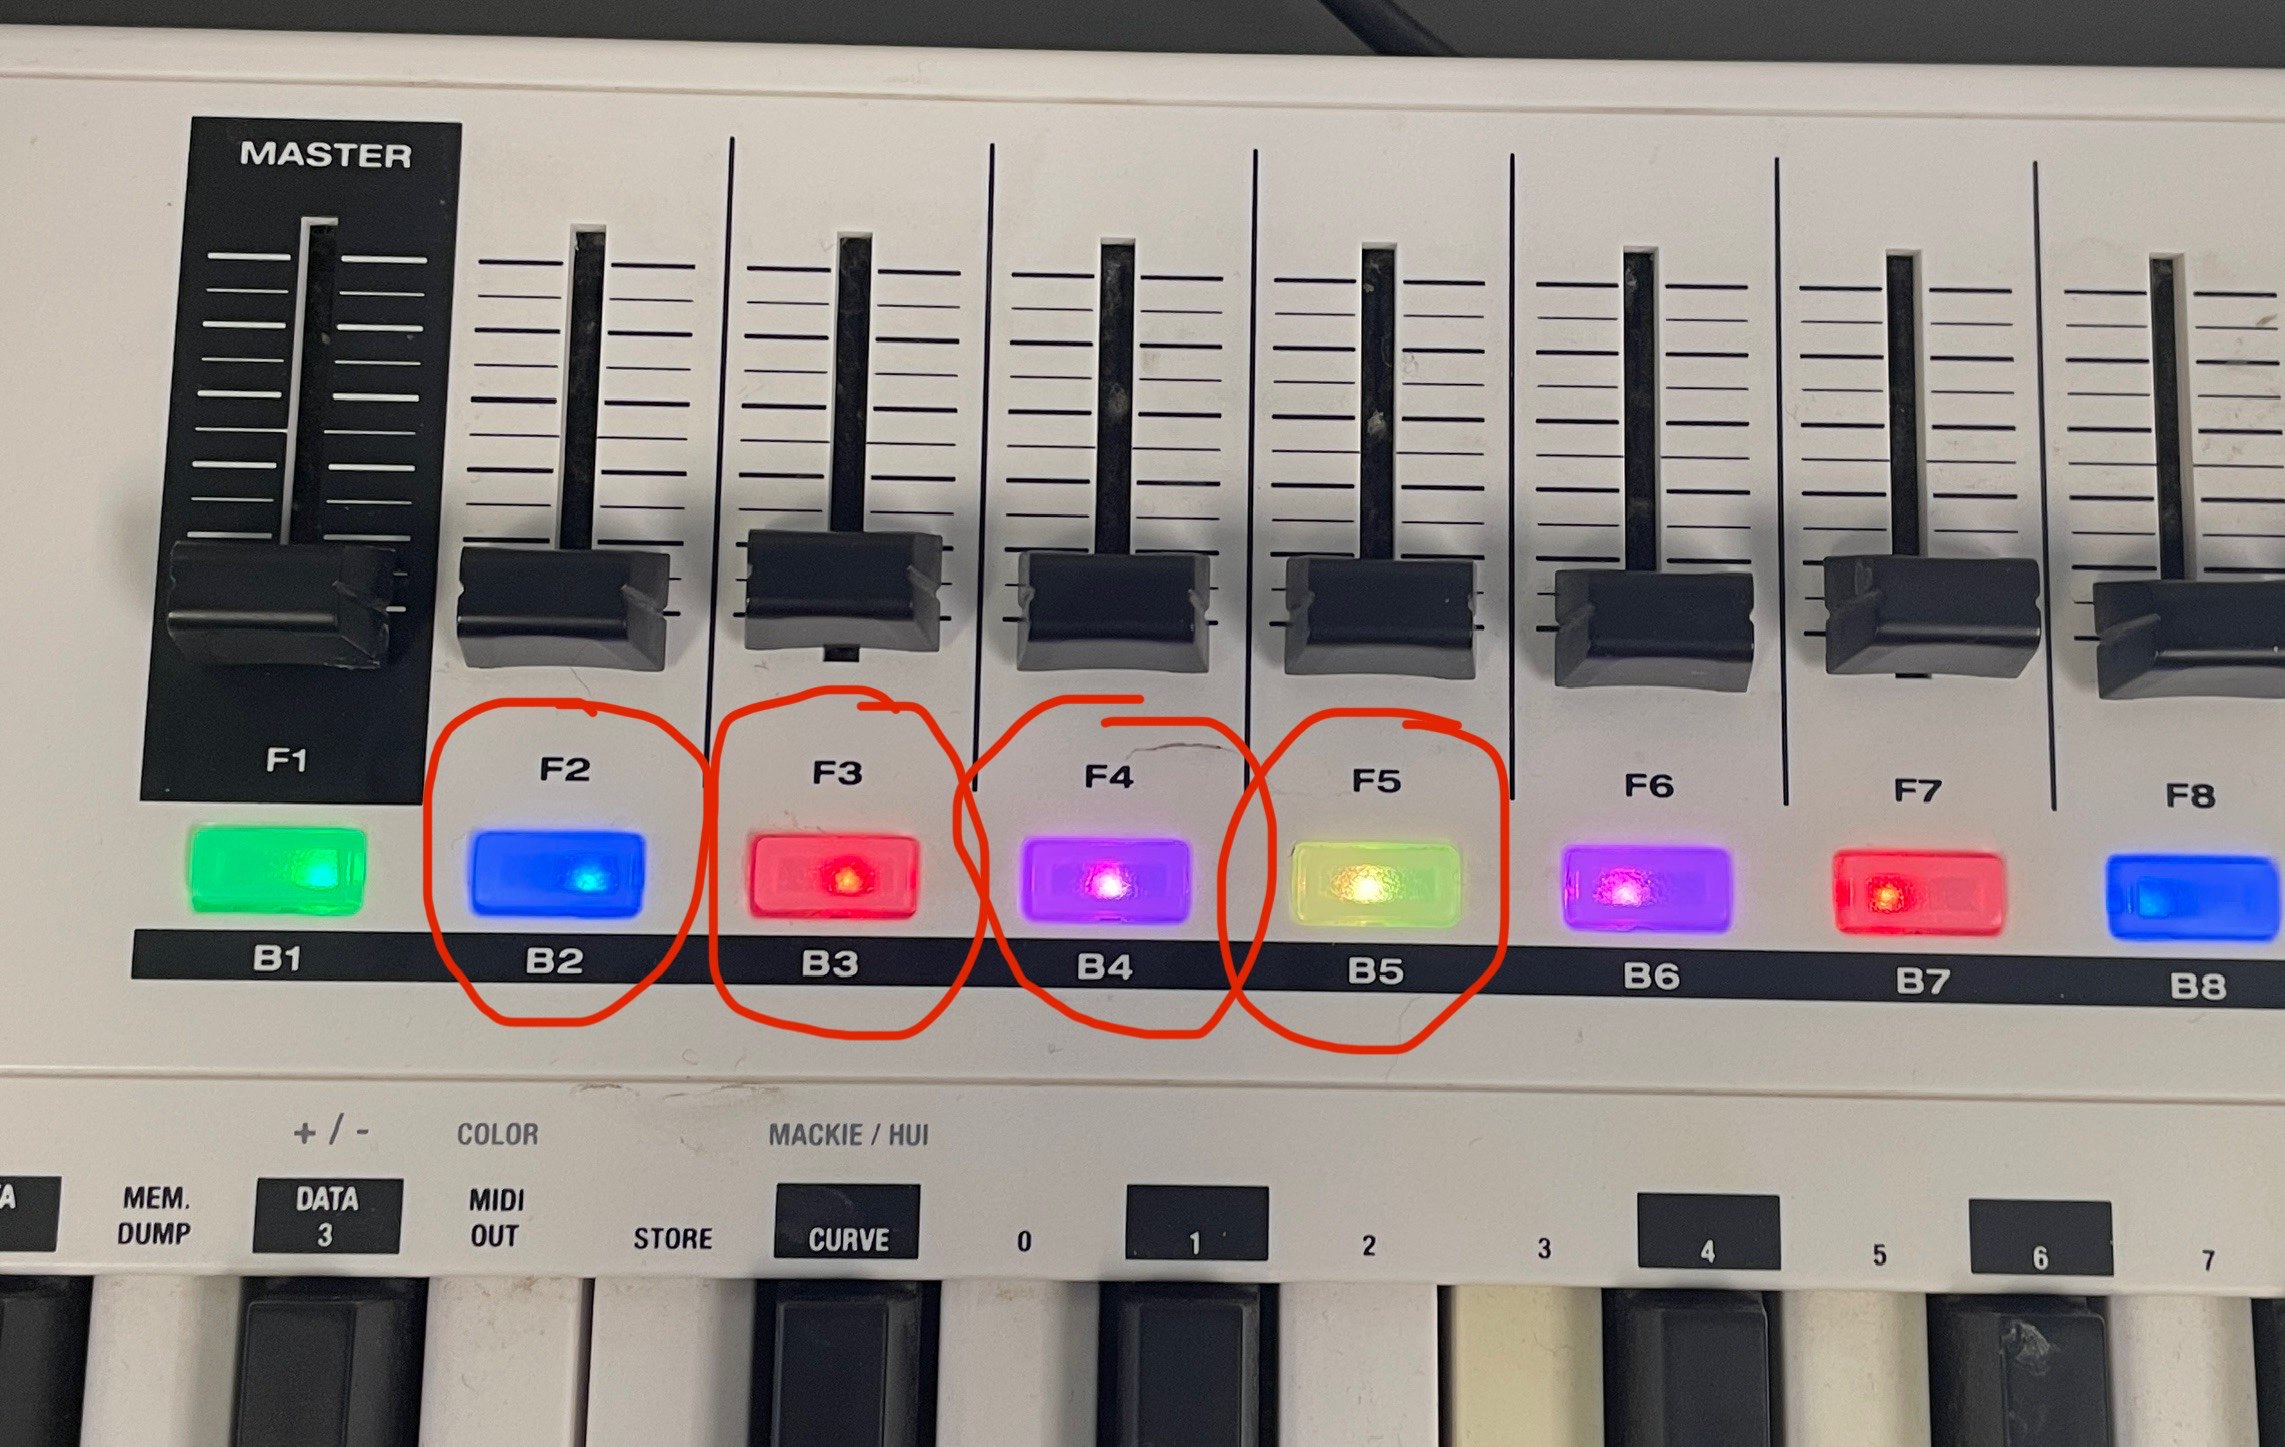 MASTER
F1 F2 F3 F4 F5 F6 F7 F8
B1 B2 B3 B4 B5 B6 B7 B8
+ / - COLOR MACKIE / HUI
MEM. DATA MIDI
DUMP 3 OUT STORE CURVE 0 1 2 3 4 5 6 7